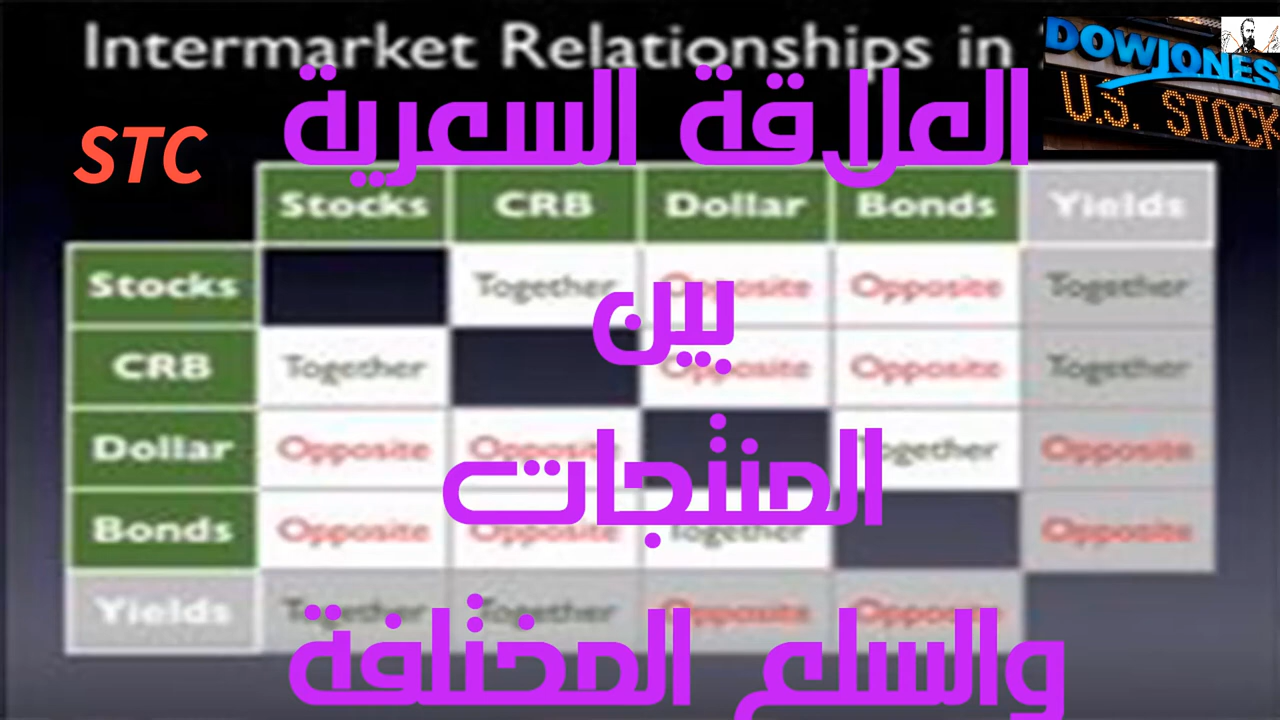 Intermarket Relationships in
DOWJONES
U.S. STOCK
STC
العلاقة السعرية
Stocks CRB Dollar Bonds Yields
Stocks Together Opposite Opposite Together
بين
CRB Together Opposite Opposite Together
Dollar Opposite Opposite Together Opposite
المنتجات
Bonds Opposite Opposite Together Opposite
Yields Together Together Opposite Opposite
والسلع المختلفة